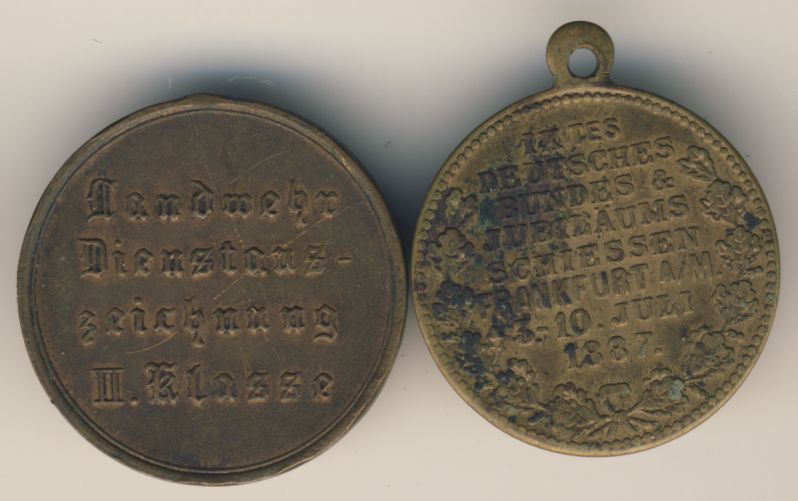 Landwehr
Dienstaus-
zeichnung
II. Klasse
IX TES
DEUTSCHES
BUNDES &
JUBILÄUMS
SCHIESSEN
FRANKFURT A/M.
10. JULI
1887.